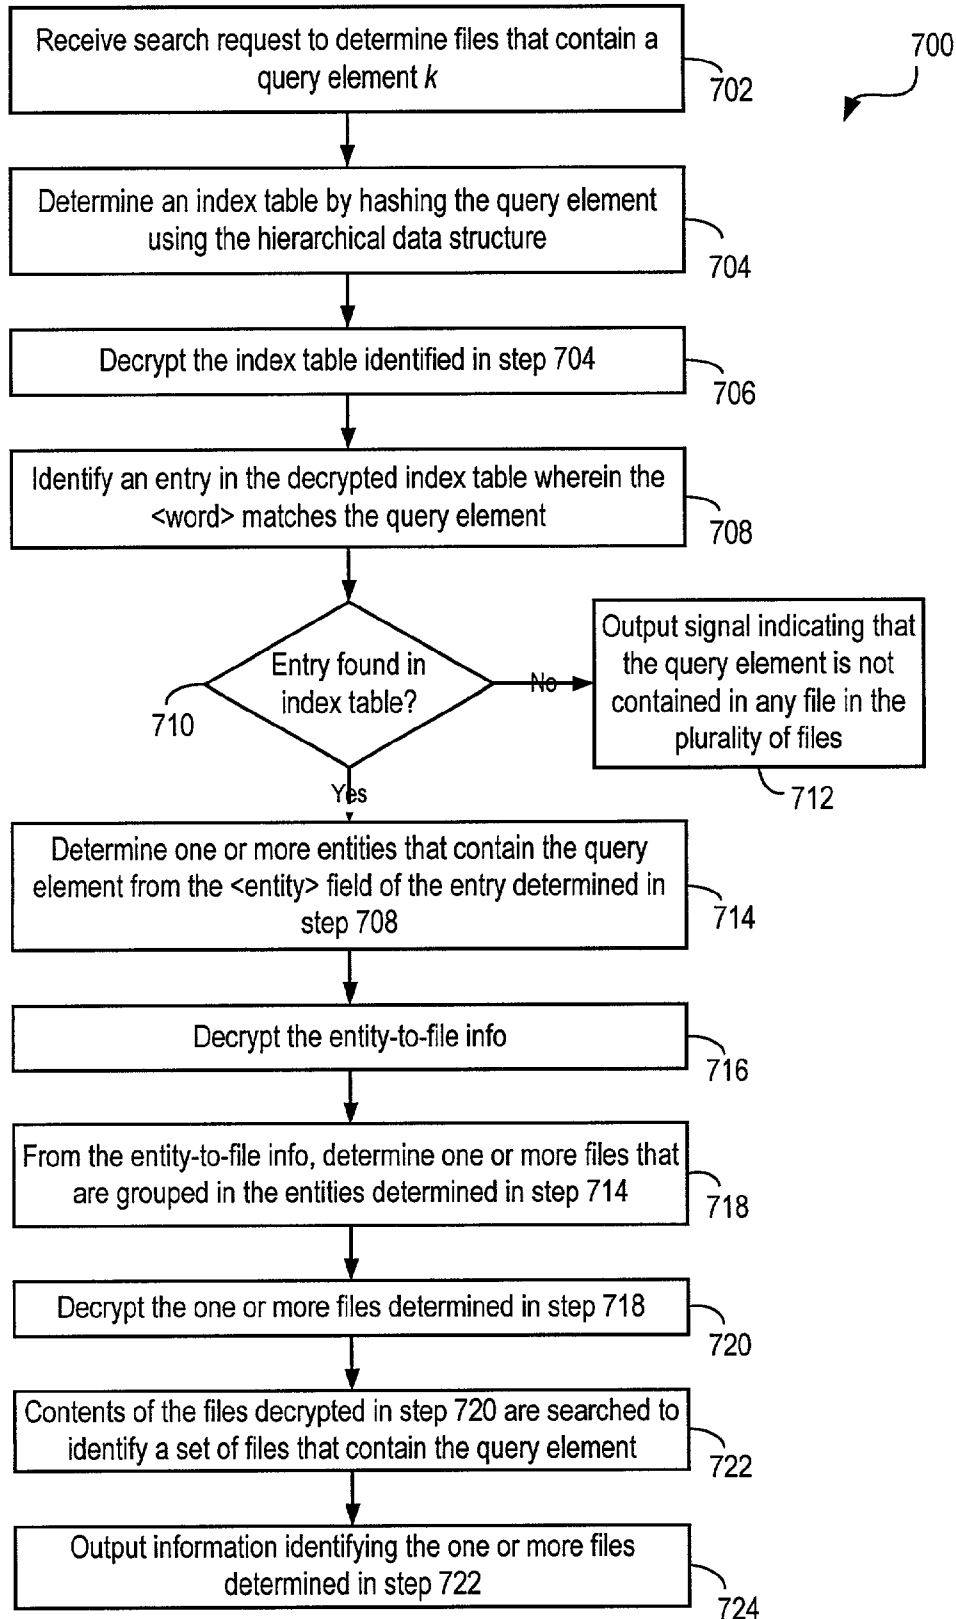 Receive search request to determine files that contain a
query element k
702
700
Determine an index table by hashing the query element
using the hierarchical data structure
704
Decrypt the index table identified in step 704
706
Identify an entry in the decrypted index table wherein the
<word> matches the query element
708
Entry found in
index table?
710
No
Output signal indicating that
the query element is not
contained in any file in the
plurality of files
712
Yes
Determine one or more entities that contain the query
element from the <entity> field of the entry determined in
step 708
714
Decrypt the entity-to-file info
716
From the entity-to-file info, determine one or more files that
are grouped in the entities determined in step 714
718
Decrypt the one or more files determined in step 718
720
Contents of the files decrypted in step 720 are searched to
identify a set of files that contain the query element
722
Output information identifying the one or more files
determined in step 722
724